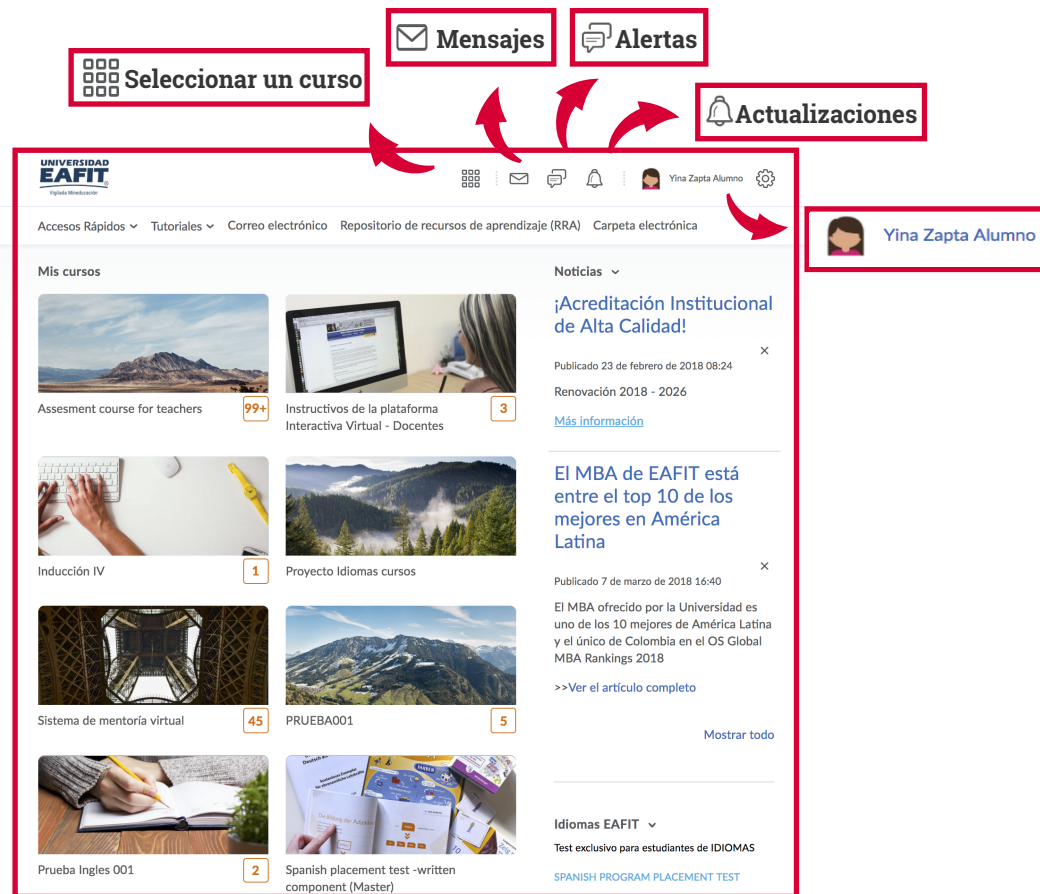 Mensajes
Alertas
Seleccionar un curso
Actualizaciones
UNIVERSIDAD
EAFIT
Vigilada Mineducación
Yina Zapta Alumno
Yina Zapta Alumno
Accesos Rápidos
Tutoriales
Correo electrónico
Repositorio de recursos de aprendizaje (RRA)
Carpeta electrónica
Mis cursos
Assesment course for teachers
99+
Instructivos de la plataforma
Interactiva Virtual - Docentes
3
Inducción IV
1
Proyecto Idiomas cursos
Sistema de mentoría virtual
45
PRUEBA001
5
Prueba Ingles 001
2
Spanish placement test -written
component (Master)
Noticias
¡Acreditación Institucional
de Alta Calidad!
Publicado 23 de febrero de 2018 08:24
Renovación 2018 - 2026
Más información
El MBA de EAFIT está
entre el top 10 de los
mejores en América
Latina
Publicado 7 de marzo de 2018 16:40
El MBA ofrecido por la Universidad es
uno de los 10 mejores de América Latina
y el único de Colombia en el OS Global
MBA Rankings 2018
>>Ver el artículo completo
Mostrar todo
Idiomas EAFIT
Test exclusivo para estudiantes de IDIOMAS
SPANISH PROGRAM PLACEMENT TEST